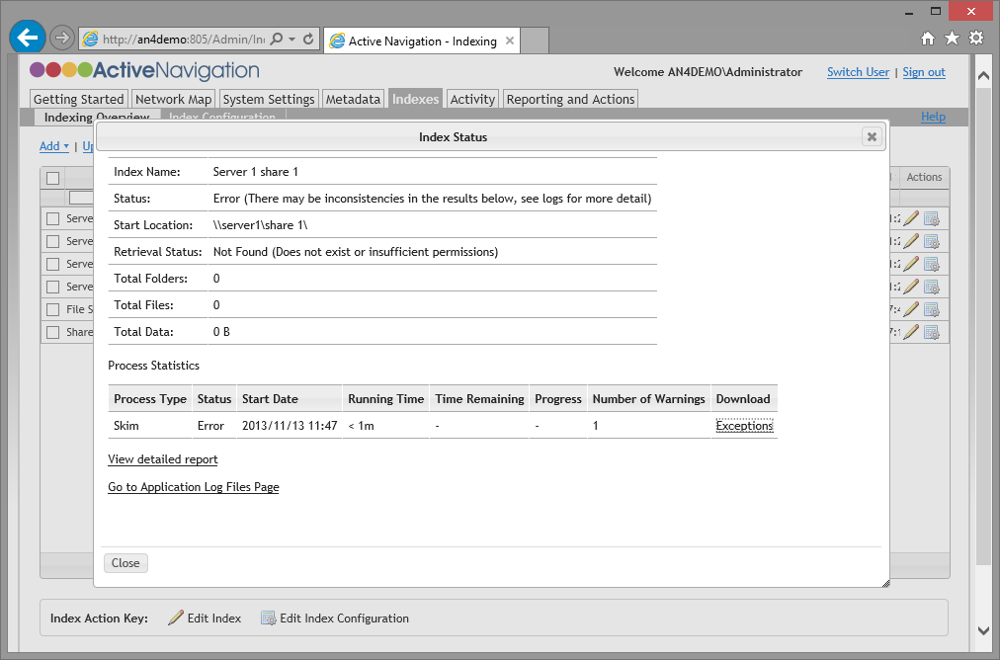 http://an4demo:805/Admin/In
Active Navigation - Indexing
ActiveNavigation
Welcome AN4DEMO\Administrator Switch User | Sign out
Getting Started Network Map System Settings Metadata Indexes Activity Reporting and Actions
Indexing Overview Index Configuration Help
Add | Up
Index Status
Actions
Index Name: Server 1 share 1
Status: Error (There may be inconsistencies in the results below, see logs for more detail)
Start Location: \\server1\share 1\
Retrieval Status: Not Found (Does not exist or insufficient permissions)
Total Folders: 0
Total Files: 0
Total Data: 0 B
Serve
Serve
Serve
Serve
File S
Share
Process Statistics
Process Type Status Start Date Running Time Time Remaining Progress Number of Warnings Download
Skim Error 2013/11/13 11:47 < 1m - - 1 Exceptions
View detailed report
Go to Application Log Files Page
Close
Index Action Key: Edit Index Edit Index Configuration